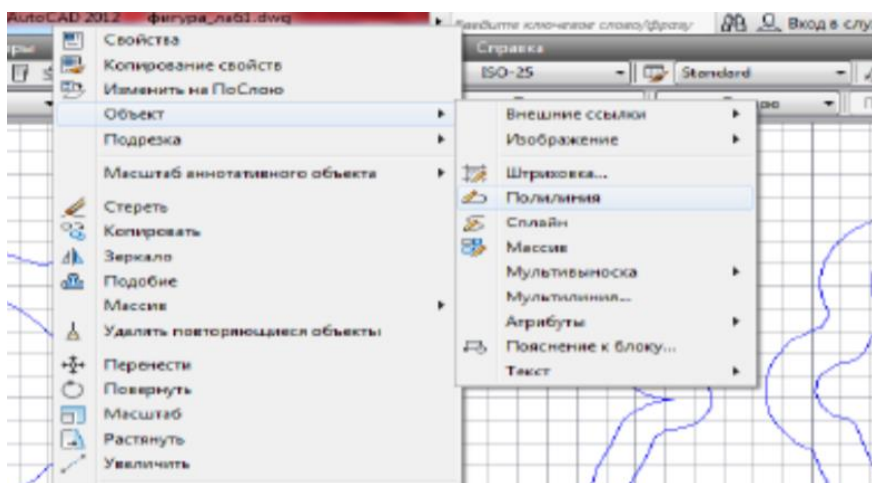 AutoCAD 2012 фигура_лаб1.dwg
Введите ключевое слово/фразу
Вход в слу
Справка
ISO-25
Standard
Свойства
Копирование свойств
Изменить на ПоСлою
Объект
Подрезка
Масштаб аннотативного объекта
Стереть
Копировать
Зеркало
Подобие
Массив
Удалять повторяющиеся объекты
Перенести
Повернуть
Масштаб
Растянуть
Увеличить
Внешние ссылки
Изображение
Штриховка...
Полилиния
Сплайн
Массив
Мультивыноска
Мультилиния...
Атрибуты
Пояснение к блоку...
Текст